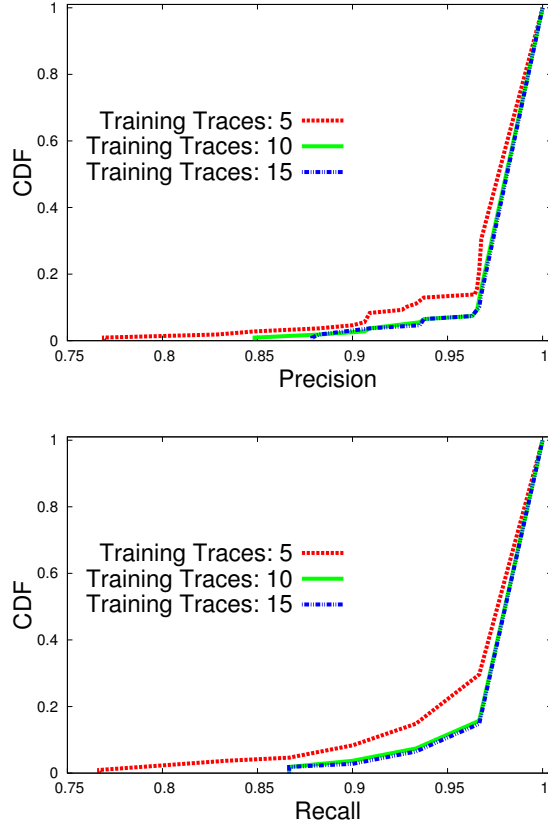 1
0.8
Training Traces: 5
0.6
Training Traces: 10
Training Traces: 15
CDF
0.4
0.2
0
0.75 0.8 0.85 0.9 0.95 1
Precision
1
0.8
Training Traces: 5
0.6
Training Traces: 10
Training Traces: 15
CDF
0.4
0.2
0
0.75 0.8 0.85 0.9 0.95 1
Recall